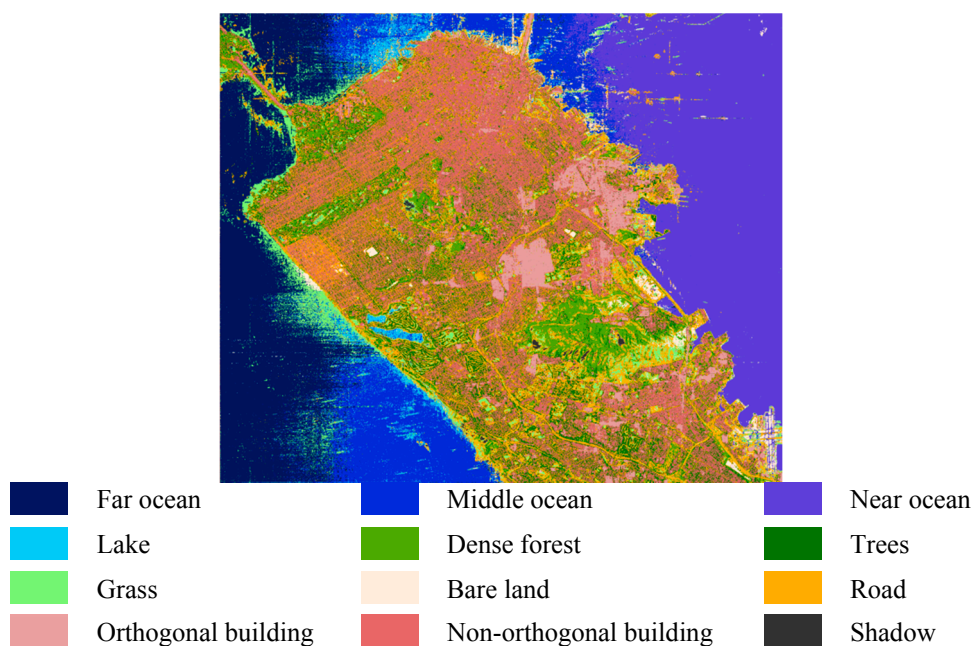 Far ocean Middle ocean Near ocean
Lake Dense forest Trees
Grass Bare land Road
Orthogonal building Non-orthogonal building Shadow